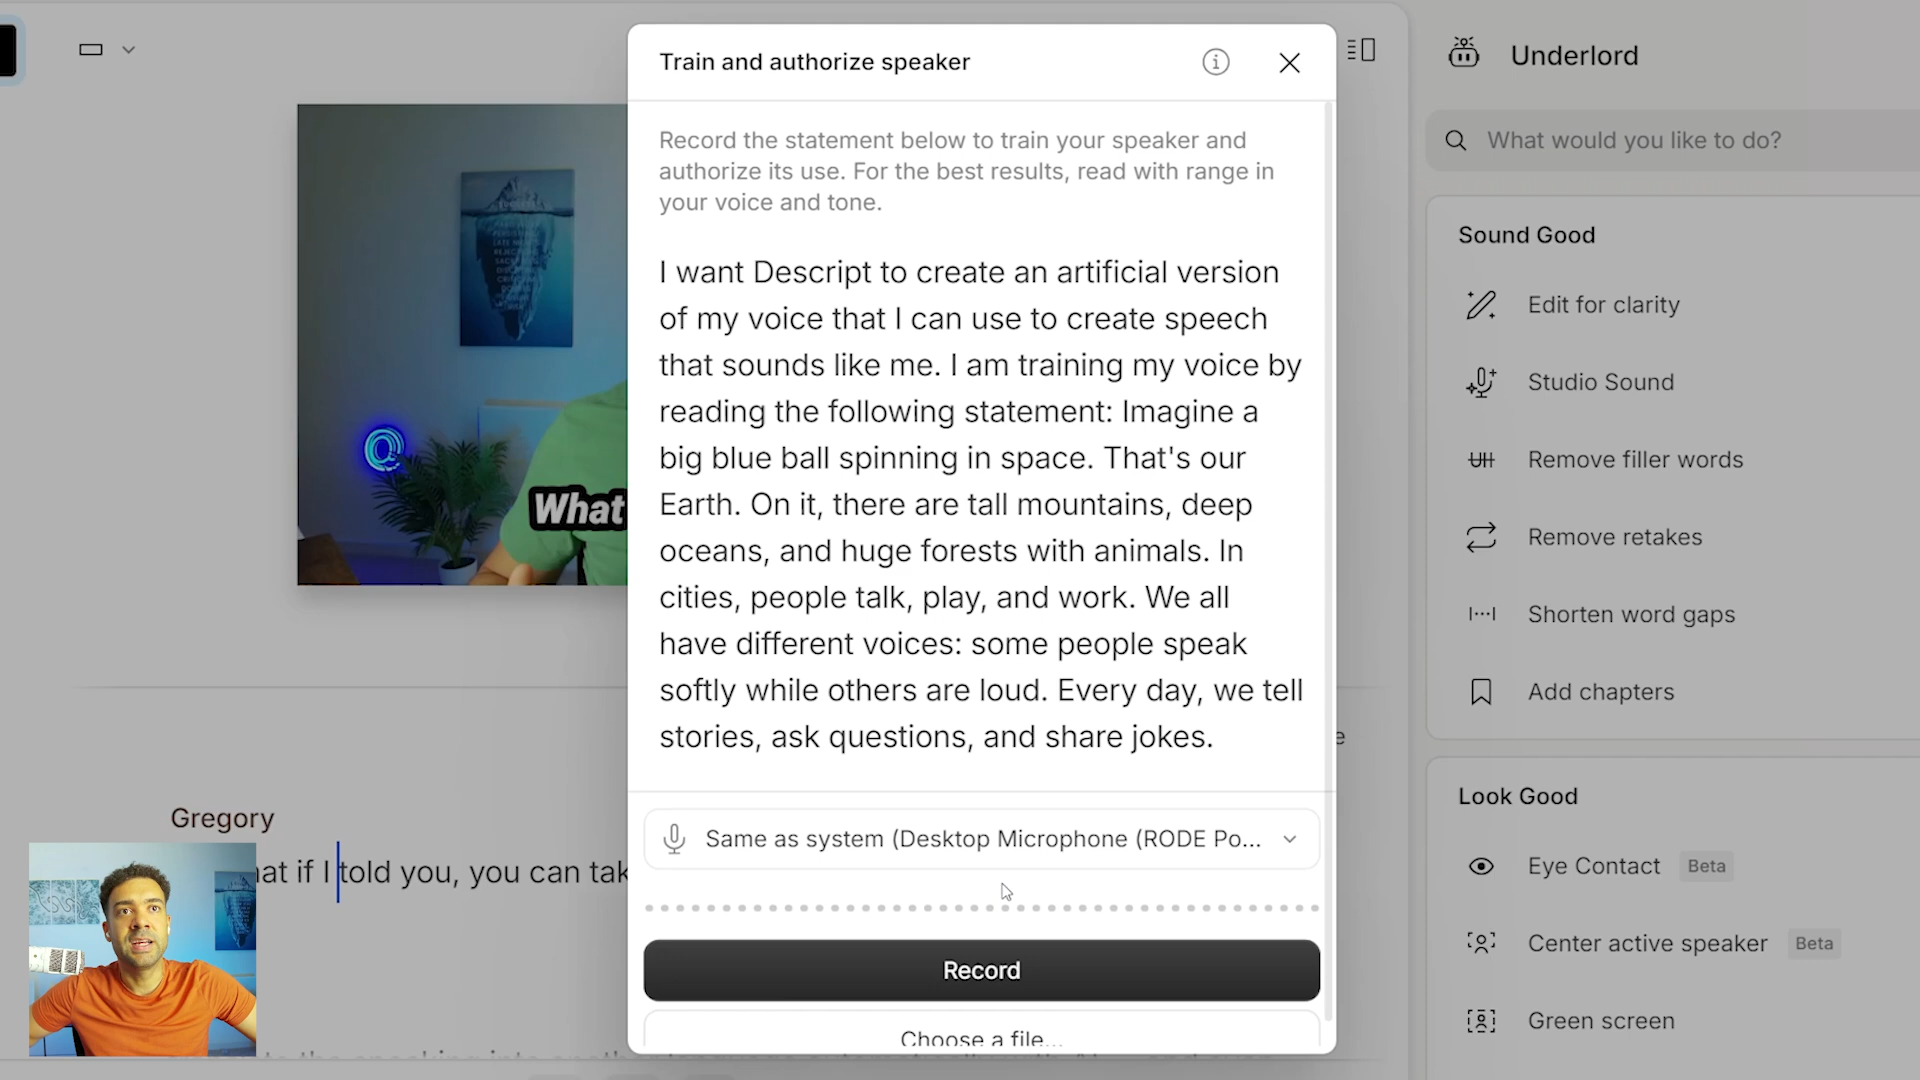 Train and authorize speaker
Record the statement below to train your speaker and
authorize its use. For the best results, read with range in
your voice and tone.
I want Descript to create an artificial version
of my voice that I can use to create speech
that sounds like me. I am training my voice by
reading the following statement: Imagine a
big blue ball spinning in space. That's our
Earth. On it, there are tall mountains, deep
oceans, and huge forests with animals. In
cities, people talk, play, and work. We all
have different voices: some people speak
softly while others are loud. Every day, we tell
stories, ask questions, and share jokes.
Same as system (Desktop Microphone (RODE Po...
Record
Choose a file...
What
Gregory
at if I told you, you can tak
Underlord
What would you like to do?
Sound Good
Edit for clarity
Studio Sound
Remove filler words
Remove retakes
Shorten word gaps
Add chapters
Look Good
Eye Contact Beta
Center active speaker Beta
Green screen